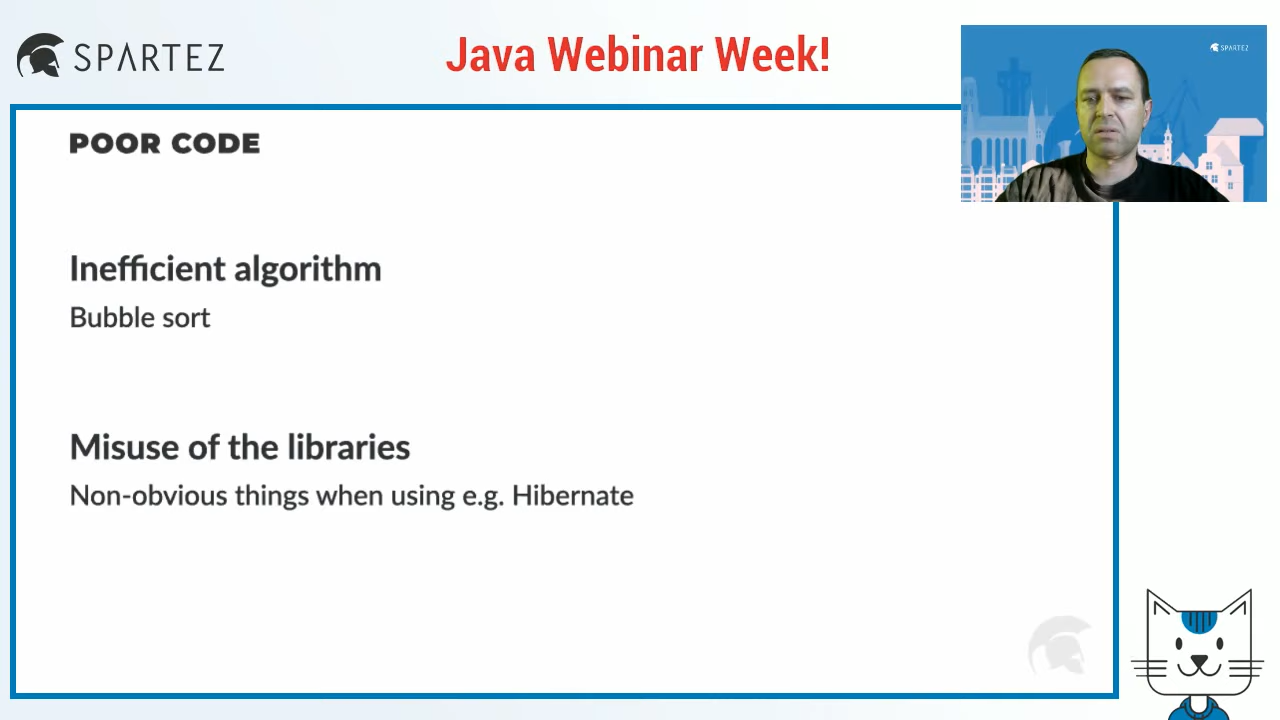 SPARTEZ
Java Webinar Week!
SPARTEZ
POOR CODE
Inefficient algorithm
Bubble sort
Misuse of the libraries
Non-obvious things when using e.g. Hibernate